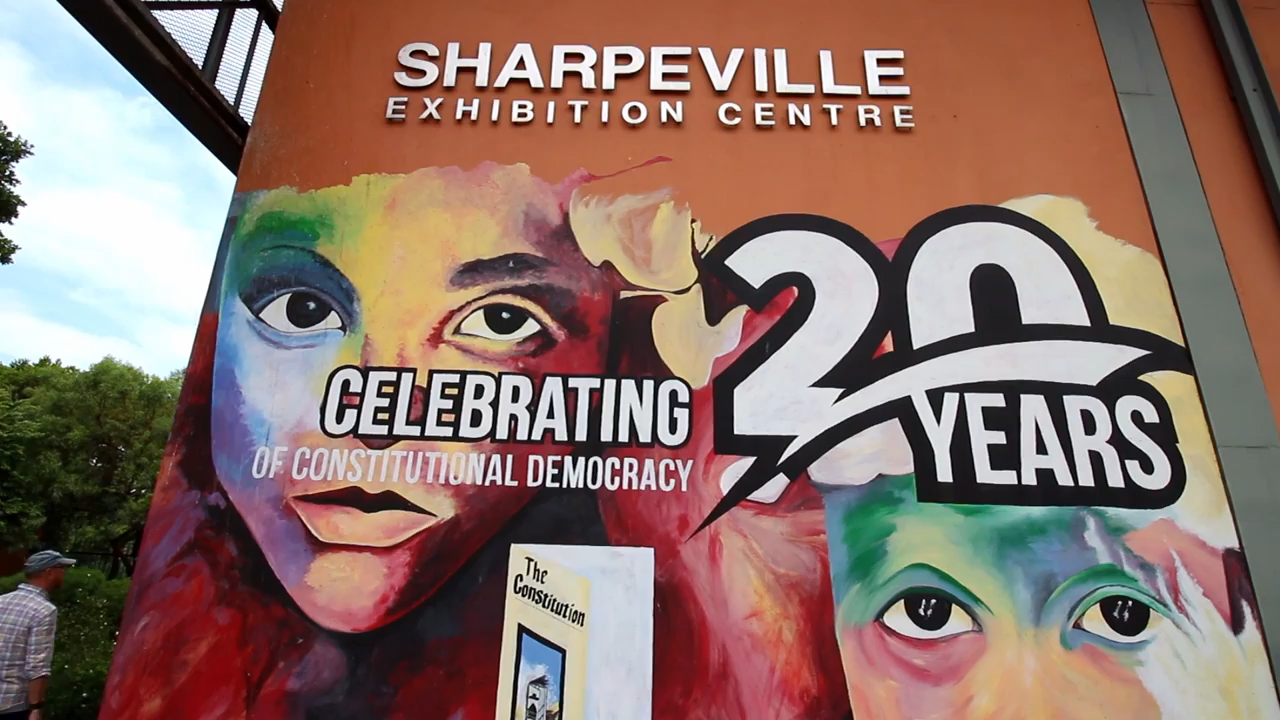 SHARPEVILLE
EXHIBITION CENTRE
20
YEARS
CELEBRATING
OF CONSTITUTIONAL DEMOCRACY
The
Constitution